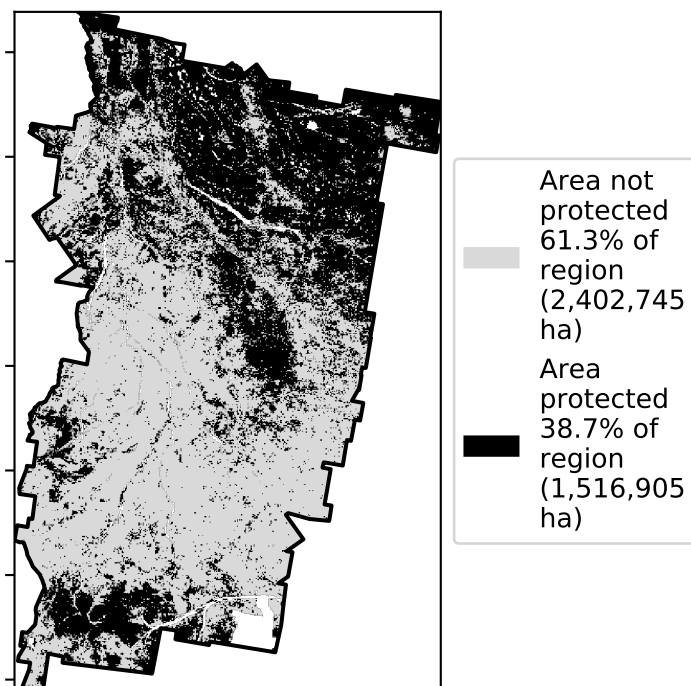 Area not
protected
61.3% of
region
(2,402,745
ha)
Area
protected
38.7% of
region
(1,516,905
ha)